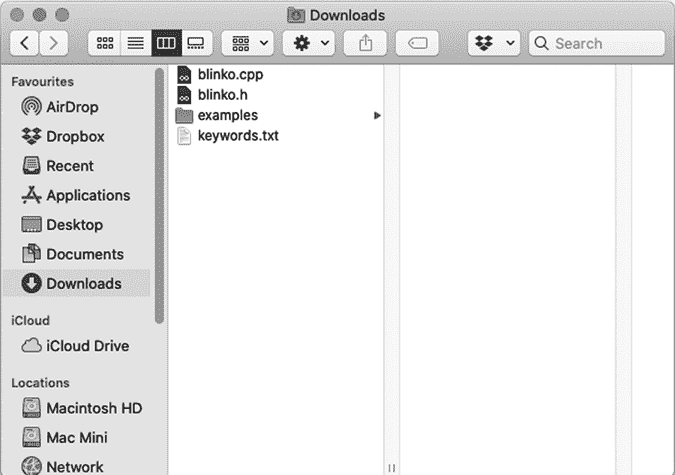 Downloads
Search
Favourites
AirDrop
Dropbox
Recent
Applications
Desktop
Documents
Downloads
iCloud
iCloud Drive
Locations
Macintosh HD
Mac Mini
Network
blinko.cpp
blinko.h
examples
keywords.txt